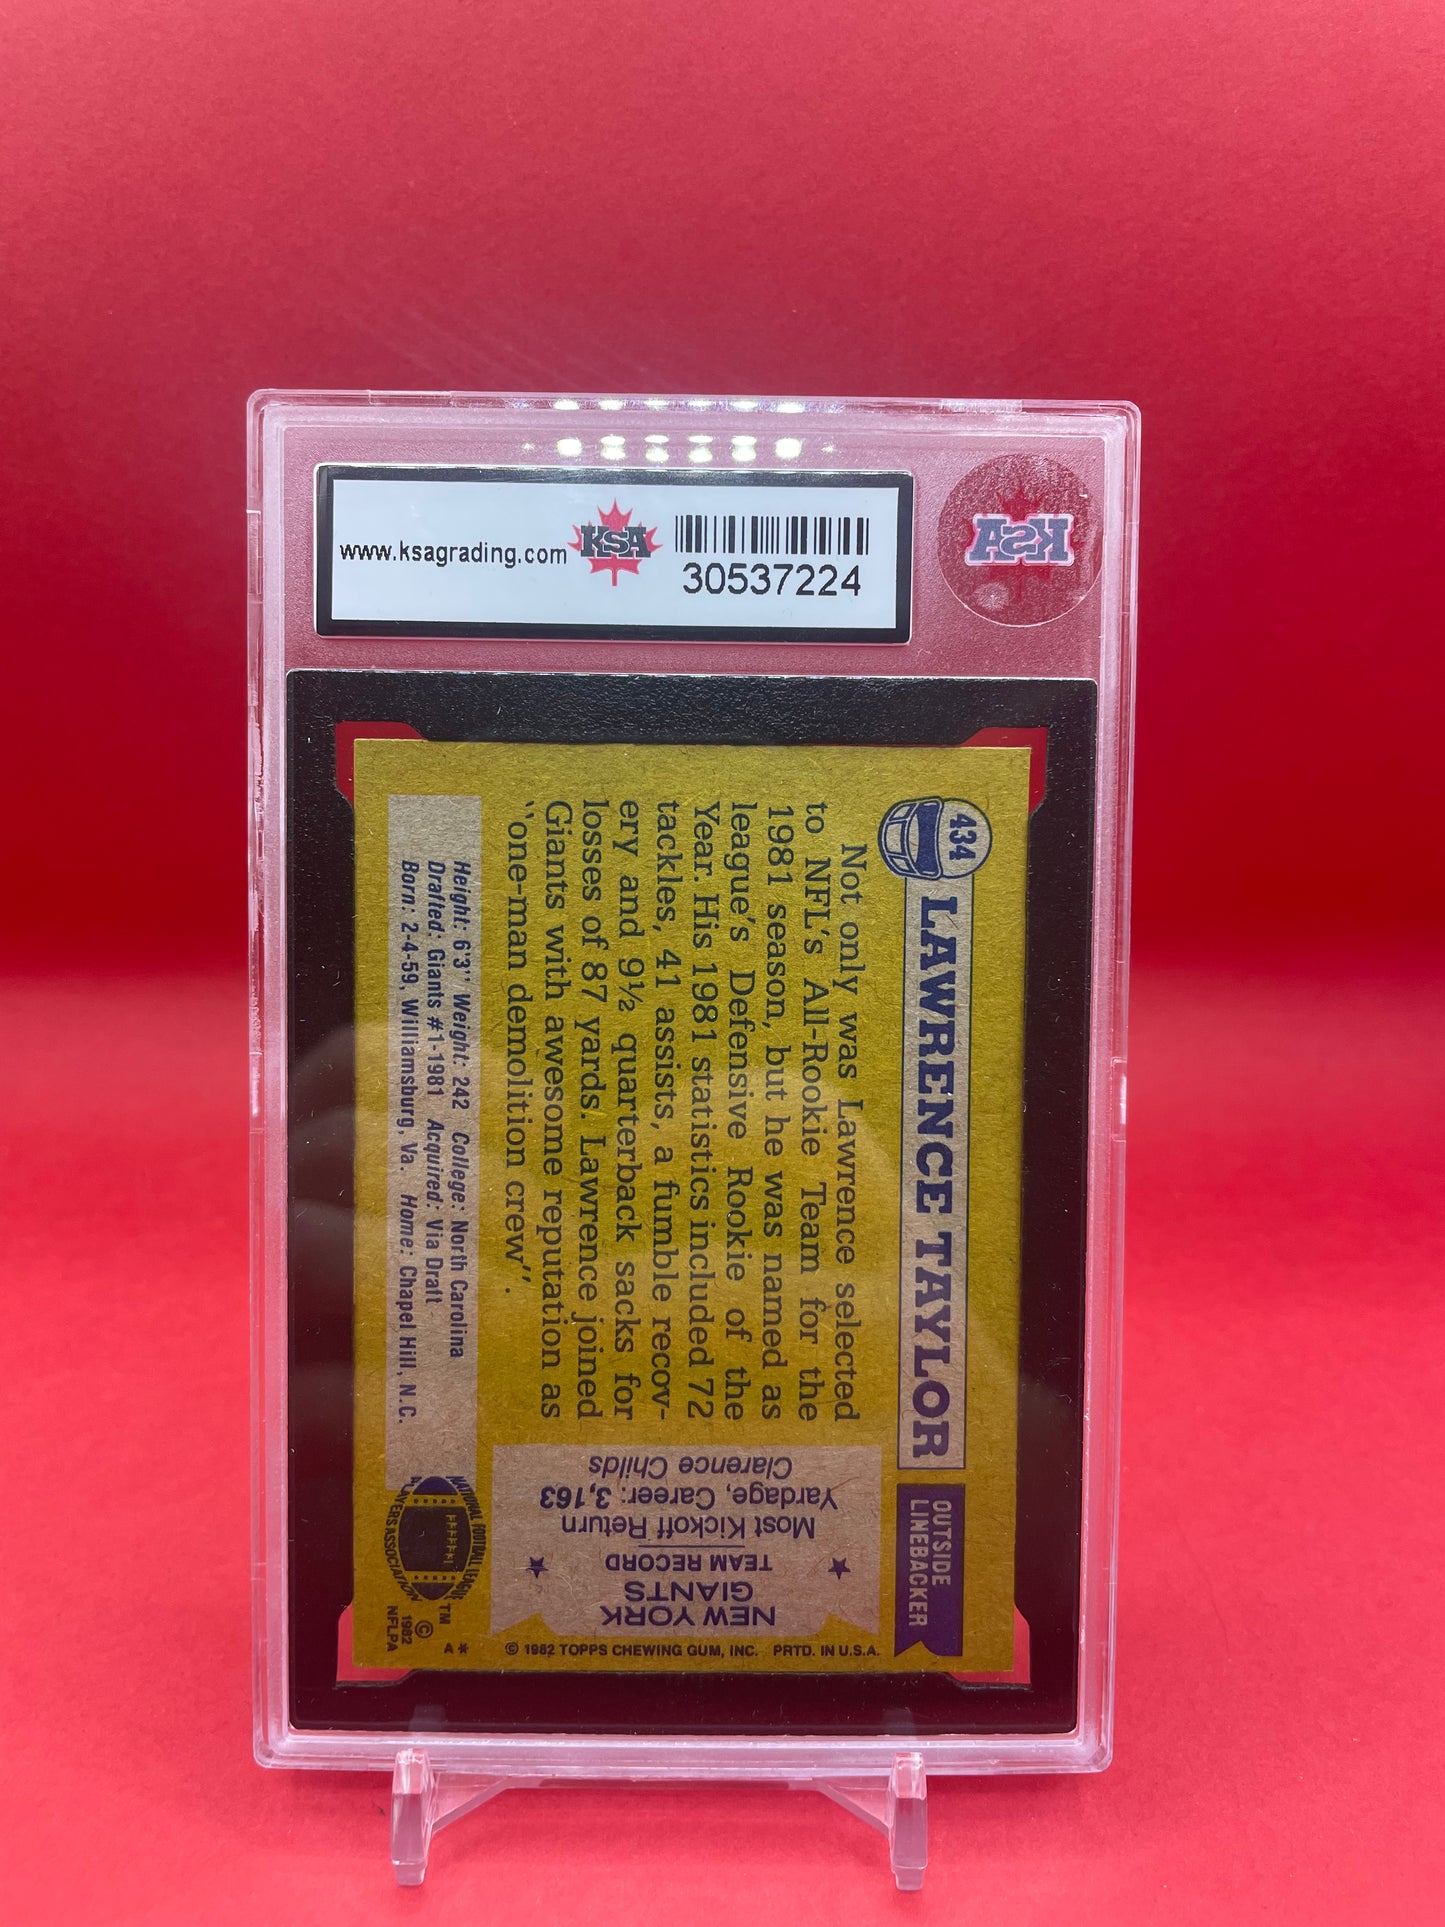 www.ksagrading.com
KSA
30537224
KSA
434
LAWRENCE TAYLOR
OUTSIDE
LINEBACKER
Not only was Lawrence selected
to NFL's All-Rookie Team for the
1981 season, but he was named as
league's Defensive Rookie of the
Year. His 1981 statistics included 72
tackles, 41 assists, a fumble recov-
ery and 9½ quarterback sacks for
losses of 87 yards. Lawrence joined
Giants with awesome reputation as
"one-man demolition crew".
Height: 6'3" Weight: 242 College: North Carolina
Drafted: Giants #1-1981 Acquired: Via Draft
Born: 2-4-59, Williamsburg, Va. Home: Chapel Hill, N.C.
NEW YORK
GIANTS
TEAM RECORD
Most Kickoff Return
Yardage, Career: 3,163
Clarence Childs
NATIONAL FOOTBALL LEAGUE
PLAYERS ASSOCIATION
TM
© 1982
NFLPA
A*
© 1982 TOPPS CHEWING GUM, INC. PRTD. IN U.S.A.